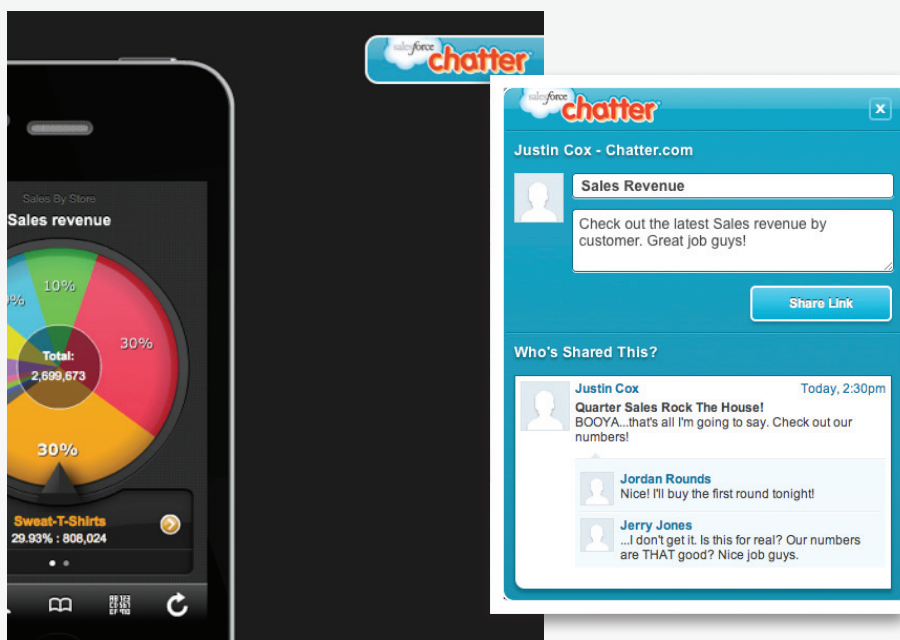 salesforce
chatter
Sales By Store
Sales revenue
10%
30%
Total:
2,699,673
30%
Sweat-T-Shirts
29.93% : 808,024
salesforce
chatter
x
Justin Cox - Chatter.com
Sales Revenue
Check out the latest Sales revenue by
customer. Great job guys!
Share Link
Who's Shared This?
Justin Cox
Today, 2:30pm
Quarter Sales Rock The House!
BOOYA...that's all I'm going to say. Check out our
numbers!
Jordan Rounds
Nice! I'll buy the first round tonight!
Jerry Jones
...I don't get it. Is this for real? Our numbers
are THAT good? Nice job guys.